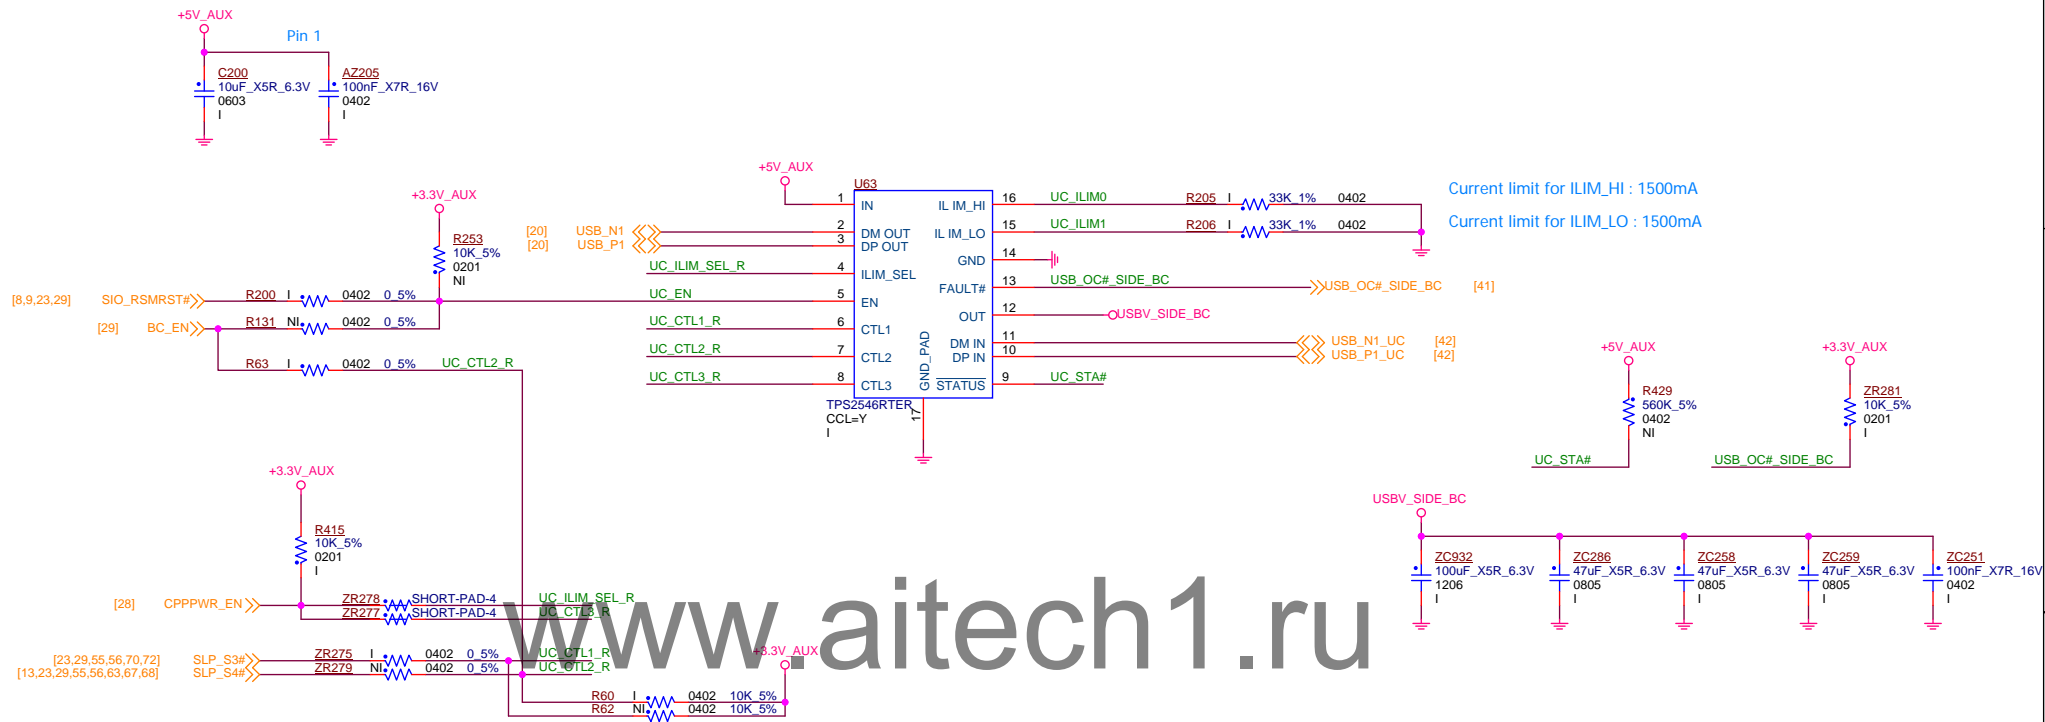 +5V_AUX
Pin 1
C200
10uF_X5R_6.3V
0603
I
AZ205
100nF_X7R_16V
0402
I
+3.3V_AUX
R253
10K_5%
0201
NI
[8,9,23,29] SIO_RSMRST# R200 I 0402 0_5%
[29] BC_EN R131 NI 0402 0_5%
R63 I 0402 0_5% UC_CTL2_R
+5V_AUX
U63
[20] USB_N1
[20] USB_P1
UC_ILIM_SEL_R
UC_EN
UC_CTL1_R
UC_CTL2_R
UC_CTL3_R
1 IN
2 DM OUT
3 DP OUT
4 ILIM_SEL
5 EN
6 CTL1
7 CTL2
8 CTL3
IL IM_HI 16
IL IM_LO 15
GND 14
FAULT# 13
OUT 12
DM IN 11
DP IN 10
STATUS 9
GND_PAD
17
TPS2546RTER
CCL=Y
I
UC_ILIM0 R205 I 33K_1% 0402
UC_ILIM1 R206 I 33K_1% 0402
Current limit for ILIM_HI : 1500mA
Current limit for ILIM_LO : 1500mA
USB_OC#_SIDE_BC USB_OC#_SIDE_BC [41]
USBV_SIDE_BC
USB_N1_UC [42]
USB_P1_UC [42]
UC_STA#
+5V_AUX
R429
560K_5%
0402
NI
UC_STA#
+3.3V_AUX
ZR281
10K_5%
0201
I
USB_OC#_SIDE_BC
+3.3V_AUX
R415
10K_5%
0201
I
[28] CPPPWR_EN ZR278 SHORT-PAD-4 UC_ILIM_SEL_R
ZR277 SHORT-PAD-4 UC_CTL3_R
[23,29,55,56,70,72] SLP_S3# ZR275 I 0402 0_5% UC_CTL1_R
[13,23,29,55,56,63,67,68] SLP_S4# ZR279 NI 0402 0_5% UC_CTL2_R
+3.3V_AUX
R60 I 0402 10K_5%
R62 NI 0402 10K_5%
USBV_SIDE_BC
ZC932
100uF_X5R_6.3V
1206
I
ZC286
47uF_X5R_6.3V
0805
I
ZC258
47uF_X5R_6.3V
0805
I
ZC259
47uF_X5R_6.3V
0805
I
ZC251
100nF_X7R_16V
0402
I
www.aitech1.ru